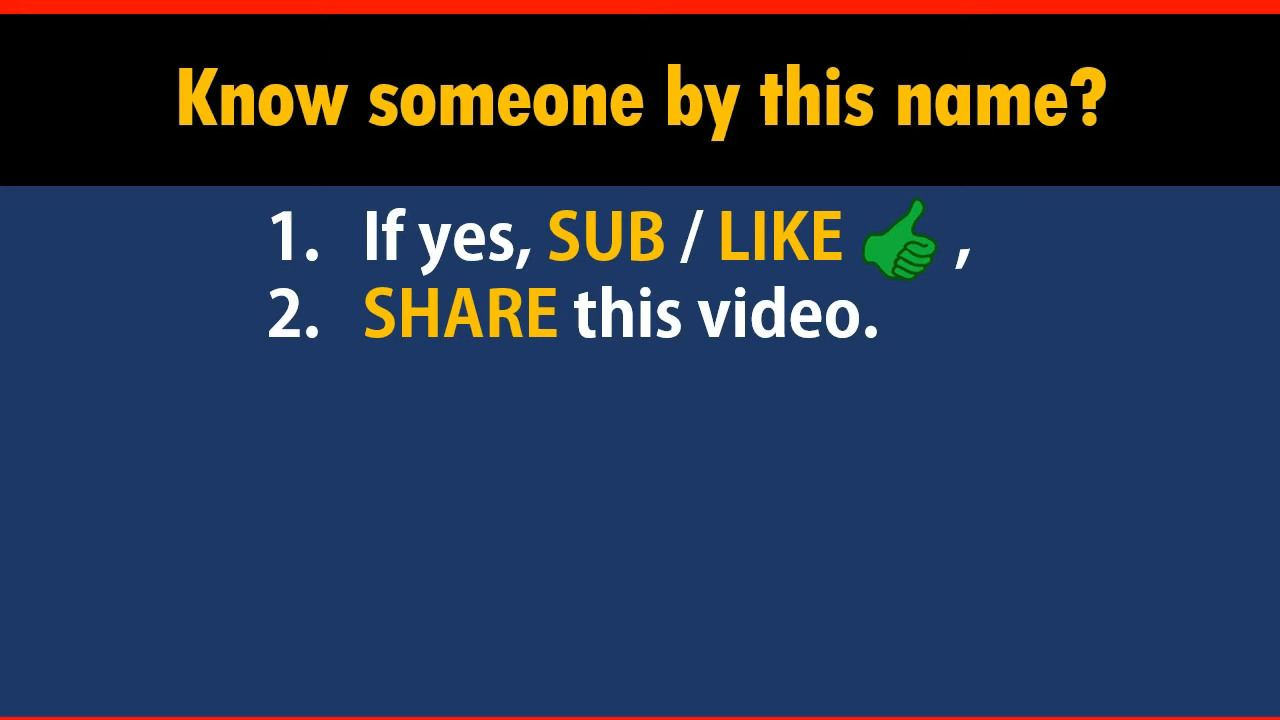 Know someone by this name?
1. If yes, SUB / LIKE ,
2. SHARE this video.